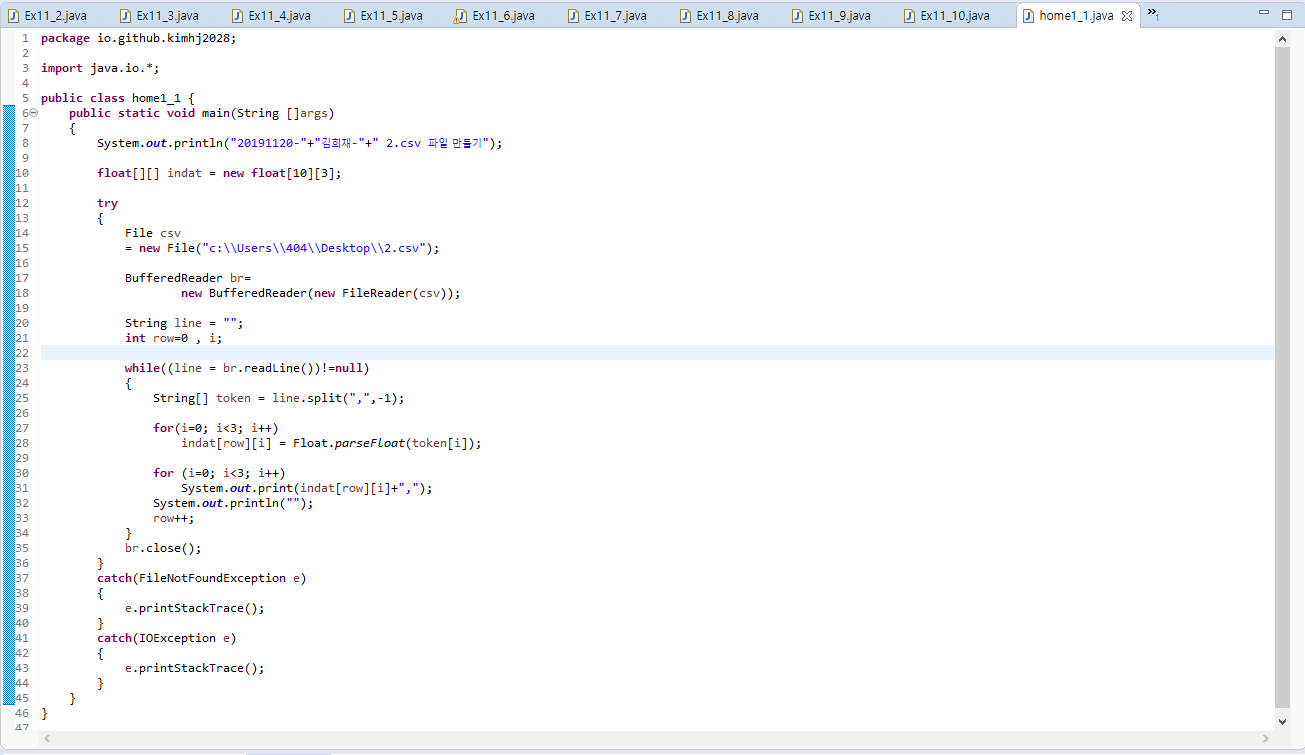 Ex11_2.java Ex11_3.java Ex11_4.java Ex11_5.java Ex11_6.java Ex11_7.java Ex11_8.java Ex11_9.java Ex11_10.java home1_1.java »1
1 package io.github.kimhj2028;
2
3 import java.io.*;
4
5 public class home1_1 {
6     public static void main(String []args)
7     {
8         System.out.println("20191120-"+"김희재-"+" 2.csv 파일 만들기");
9
10         float[][] indat = new float[10][3];
11
12         try
13         {
14             File csv
15             = new File("c:\\Users\\404\\Desktop\\2.csv");
16
17             BufferedReader br=
18                     new BufferedReader(new FileReader(csv));
19
20             String line = "";
21             int row=0 , i;
22
23             while((line = br.readLine())!=null)
24             {
25                 String[] token = line.split(",",-1);
26
27                 for(i=0; i<3; i++)
28                     indat[row][i] = Float.parseFloat(token[i]);
29
30                 for (i=0; i<3; i++)
31                     System.out.print(indat[row][i]+",");
32                 System.out.println("");
33                 row++;
34             }
35             br.close();
36         }
37         catch(FileNotFoundException e)
38         {
39             e.printStackTrace();
40         }
41         catch(IOException e)
42         {
43             e.printStackTrace();
44         }
45     }
46 }
47